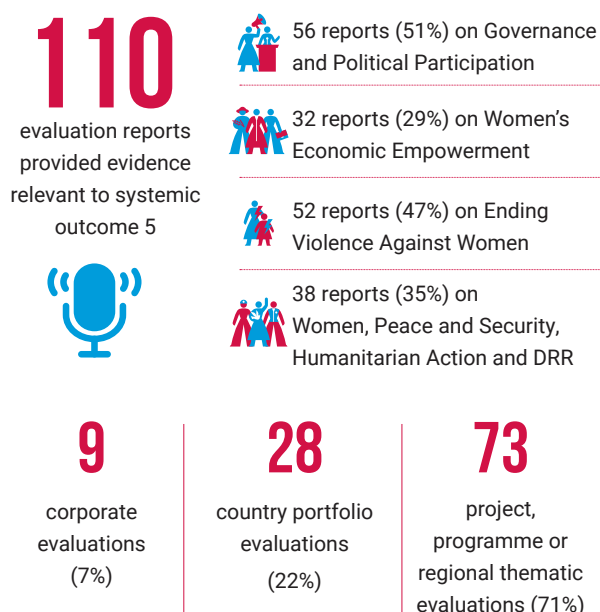 110
evaluation reports
provided evidence
relevant to systemic
outcome 5
56 reports (51%) on Governance
and Political Participation
32 reports (29%) on Women’s
Economic Empowerment
52 reports (47%) on Ending
Violence Against Women
38 reports (35%) on
Women, Peace and Security,
Humanitarian Action and DRR
9
corporate
evaluations
(7%)
28
country portfolio
evaluations
(22%)
73
project,
programme or
regional thematic
evaluations (71%)